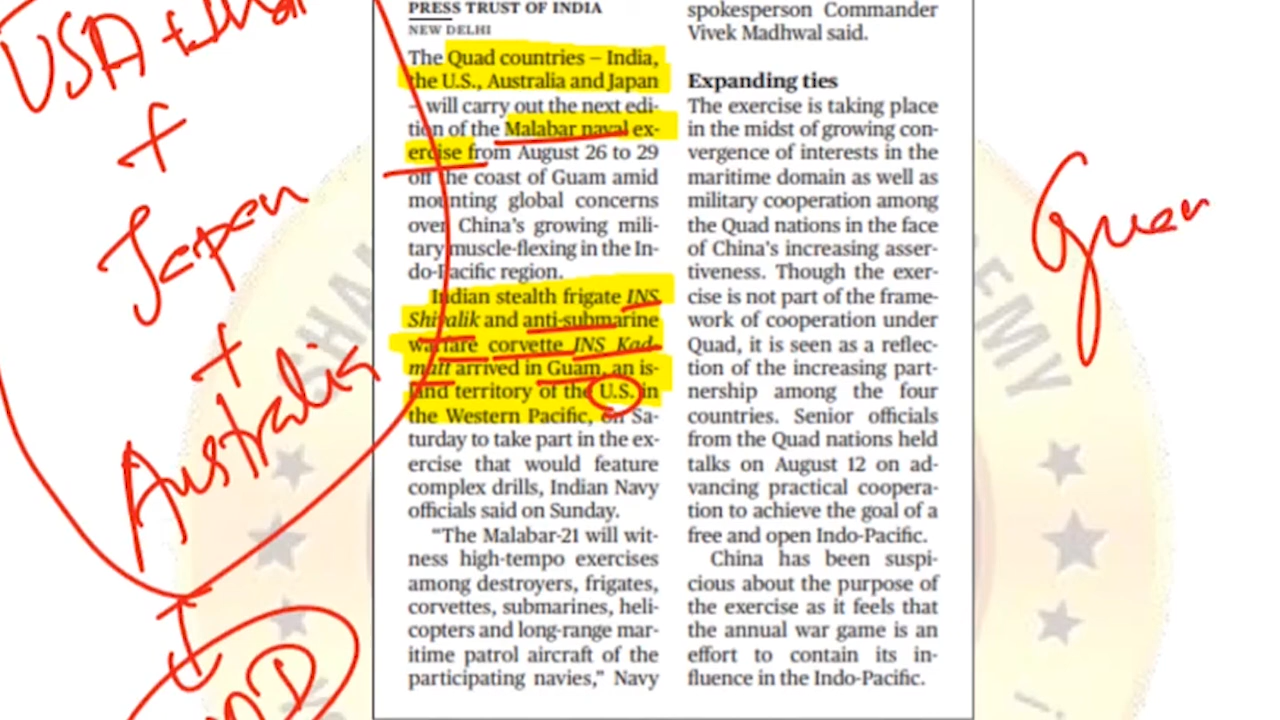 USA
+
Japan
+
Australia
PRESS TRUST OF INDIA
NEW DELHI
The Quad countries – India,
the U.S., Australia and Japan
– will carry out the next edi-
tion of the Malabar naval ex-
ercise from August 26 to 29
off the coast of Guam amid
mounting global concerns
over China's growing mili-
tary muscle-flexing in the In-
do-Pacific region.
Indian stealth frigate INS
Shivalik and anti-submarine
warfare corvette INS Kad-
matt arrived in Guam, an is-
land territory of the U.S. in
the Western Pacific, on Sa-
turday to take part in the ex-
ercise that would feature
complex drills, Indian Navy
officials said on Sunday.
"The Malabar-21 will wit-
ness high-tempo exercises
among destroyers, frigates,
corvettes, submarines, heli-
copters and long-range mar-
itime patrol aircraft of the
participating navies," Navy
spokesperson Commander
Vivek Madhwal said.
Expanding ties
The exercise is taking place
in the midst of growing con-
vergence of interests in the
maritime domain as well as
military cooperation among
the Quad nations in the face
of China's increasing asser-
tiveness. Though the exer-
cise is not part of the frame-
work of cooperation under
Quad, it is seen as a reflec-
tion of the increasing part-
nership among the four
countries. Senior officials
from the Quad nations held
talks on August 12 on ad-
vancing practical coopera-
tion to achieve the goal of a
free and open Indo-Pacific.
China has been suspi-
cious about the purpose of
the exercise as it feels that
the annual war game is an
effort to contain its in-
fluence in the Indo-Pacific.
Guam